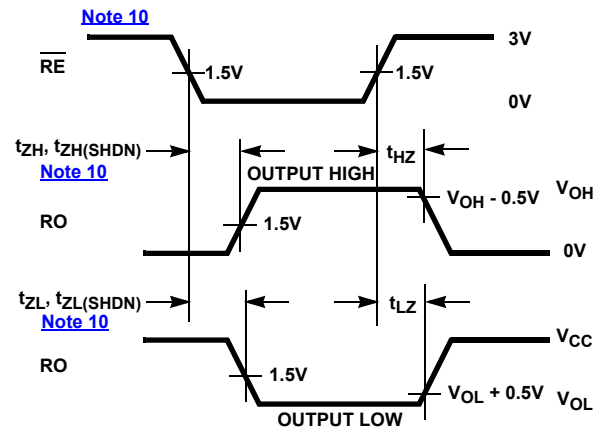 Note 10
RE
1.5V
1.5V
3V
0V
tZH, tZH(SHDN)
Note 10
OUTPUT HIGH
tHZ
RO
1.5V
VOH - 0.5V
VOH
0V
tZL, tZL(SHDN)
Note 10
tLZ
RO
1.5V
VCC
VOL + 0.5V
VOL
OUTPUT LOW